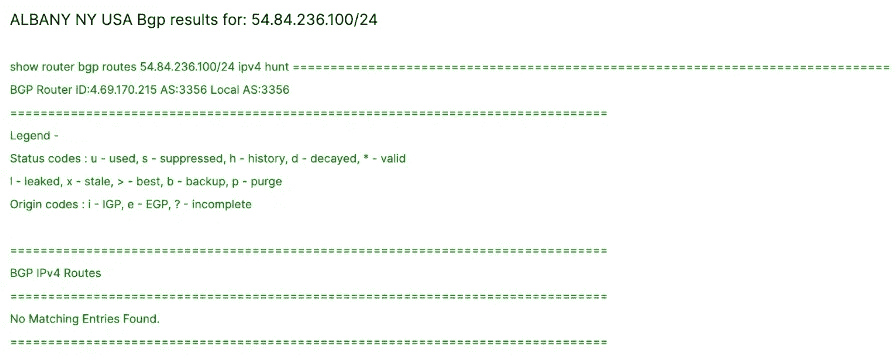 ALBANY NY USA Bgp results for: 54.84.236.100/24
show router bgp routes 54.84.236.100/24 ipv4 hunt ===============================================================================
BGP Router ID:4.69.170.215 AS:3356 Local AS:3356
===============================================================================
Legend -
Status codes : u - used, s - suppressed, h - history, d - decayed, * - valid
l - leaked, x - stale, > - best, b - backup, p - purge
Origin codes : i - IGP, e - EGP, ? - incomplete
===============================================================================
BGP IPv4 Routes
===============================================================================
No Matching Entries Found.
===============================================================================